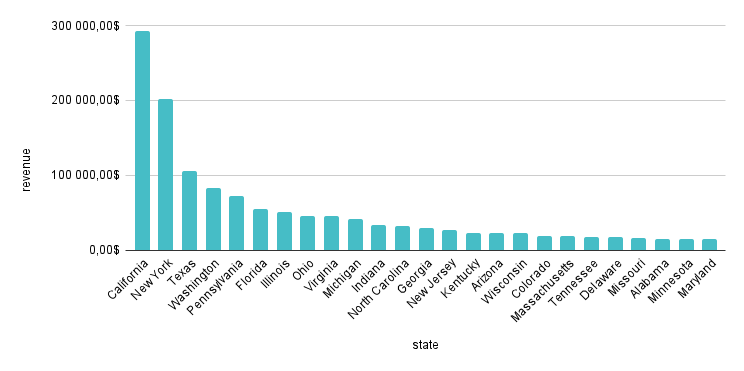 300 000,00$
200 000,00$
100 000,00$
0,00$
revenue
California
New York
Texas
Washington
Pennsylvania
Florida
Illinois
Ohio
Virginia
Michigan
Indiana
North Carolina
Georgia
New Jersey
Kentucky
Arizona
Wisconsin
Colorado
Massachusetts
Tennessee
Delaware
Missouri
Alabama
Minnesota
Maryland
state